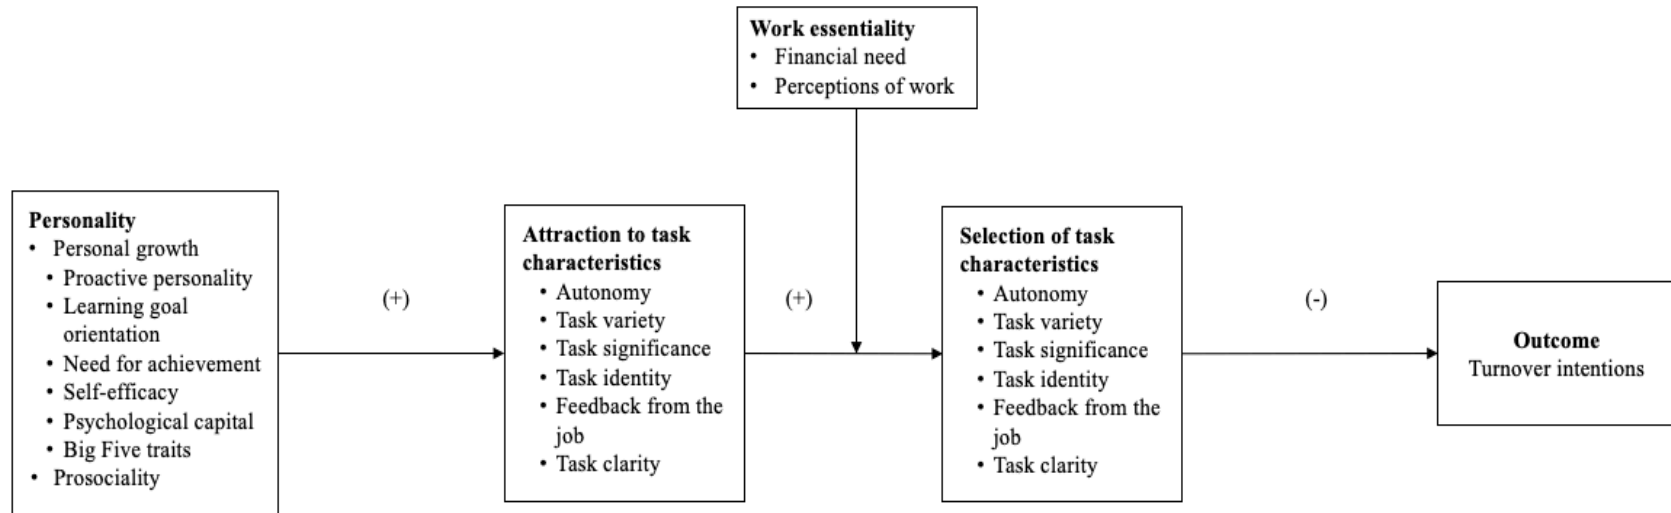 Work essentiality
• Financial need
• Perceptions of work
Personality
• Personal growth
• Proactive personality
• Learning goal
orientation
• Need for achievement
• Self-efficacy
• Psychological capital
• Big Five traits
• Prosociality
(+)
Attraction to task
characteristics
• Autonomy
• Task variety
• Task significance
• Task identity
• Feedback from the
job
• Task clarity
(+)
Selection of task
characteristics
• Autonomy
• Task variety
• Task significance
• Task identity
• Feedback from the
job
• Task clarity
(-)
Outcome
Turnover intentions